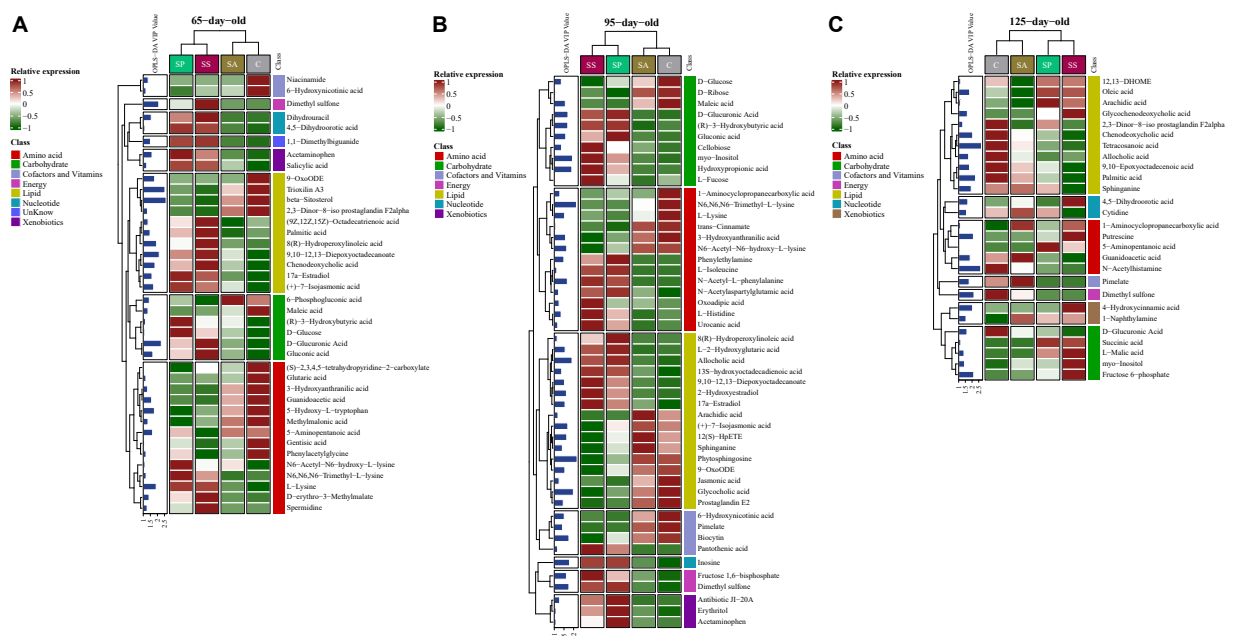 A
65−day−old
OPLS−DA VIP Value
SP
SS
SA
C
Class
Relative expression
1
0.5
0
−0.5
−1
Class
Amino acid
Carbohydrate
Cofactors and Vitamins
Energy
Lipid
Nucleotide
UnKnow
Xenobiotics
Niacinamide
6−Hydroxynicotinic acid
Dimethyl sulfone
Dihydrouracil
4,5−Dihydroorotic acid
1,1−Dimethylbiguanide
Acetaminophen
Salicylic acid
9−OxoODE
Trioxilin A3
beta−Sitosterol
2,3−Dinor−8−iso prostaglandin F2alpha
(9Z,12Z,15Z)−Octadecatrienoic acid
Palmitic acid
8(R)−Hydroperoxylinoleic acid
9,10−12,13−Diepoxyoctadecanoate
Chenodeoxycholic acid
17a−Estradiol
(+)−7−Isojasmonic acid
6−Phosphogluconic acid
Maleic acid
(R)−3−Hydroxybutyric acid
D−Glucose
D−Glucuronic Acid
Gluconic acid
(S)−2,3,4,5−tetrahydropyridine−2−carboxylate
Glutaric acid
3−Hydroxyanthranilic acid
Guanidoacetic acid
5−Hydroxy−L−tryptophan
Methylmalonic acid
5−Aminopentanoic acid
Gentisic acid
Phenylacetylglycine
N6−Acetyl−N6−hydroxy−L−lysine
N6,N6,N6−Trimethyl−L−lysine
L−Lysine
D−erythro−3−Methylmalate
Spermidine
1
1.5
2
2.5
B
95−day−old
OPLS−DA VIP Value
SS
SP
SA
C
Class
Relative expression
1
0.5
0
−0.5
−1
Class
Amino acid
Carbohydrate
Cofactors and Vitamins
Energy
Lipid
Nucleotide
Xenobiotics
D−Glucose
D−Ribose
Maleic acid
D−Glucuronic Acid
(R)−3−Hydroxybutyric acid
Gluconic acid
Cellobiose
myo−Inositol
Hydroxypropionic acid
L−Fucose
1−Aminocyclopropanecarboxylic acid
N6,N6,N6−Trimethyl−L−lysine
L−Lysine
trans−Cinnamate
3−Hydroxyanthranilic acid
N6−Acetyl−N6−hydroxy−L−lysine
Phenylethylamine
L−Isoleucine
N−Acetyl−L−phenylalanine
N−Acetylaspartylglutamic acid
Oxoadipic acid
L−Histidine
Urocanic acid
8(R)−Hydroperoxylinoleic acid
L−2−Hydroxyglutaric acid
Allocholic acid
13S−hydroxyoctadecadienoic acid
9,10−12,13−Diepoxyoctadecanoate
2−Hydroxyestradiol
17a−Estradiol
Arachidic acid
(+)−7−Isojasmonic acid
12(S)−HpETE
Sphinganine
Phytosphingosine
9−OxoODE
Jasmonic acid
Glycocholic acid
Prostaglandin E2
6−Hydroxynicotinic acid
Pimelate
Biocytin
Pantothenic acid
Inosine
Fructose 1,6−bisphosphate
Dimethyl sulfone
Antibiotic JI−20A
Erythritol
Acetaminophen
1
1.5
2
C
125−day−old
OPLS−DA VIP Value
C
SA
SP
SS
Class
Relative expression
1
0.5
0
−0.5
−1
Class
Amino acid
Carbohydrate
Cofactors and Vitamins
Energy
Lipid
Nucleotide
Xenobiotics
12,13−DHOME
Oleic acid
Arachidic acid
Glycochenodeoxycholic acid
2,3−Dinor−8−iso prostaglandin F2alpha
Chenodeoxycholic acid
Tetracosanoic acid
Allocholic acid
9,10−Epoxyoctadecenoic acid
Palmitic acid
Sphinganine
4,5−Dihydroorotic acid
Cytidine
1−Aminocyclopropanecarboxylic acid
Putrescine
5−Aminopentanoic acid
Guanidoacetic acid
N−Acetylhistamine
Pimelate
Dimethyl sulfone
4−Hydroxycinnamic acid
1−Naphthylamine
D−Glucuronic Acid
Succinic acid
L−Malic acid
myo−Inositol
Fructose 6−phosphate
1
1.5
2
2.5